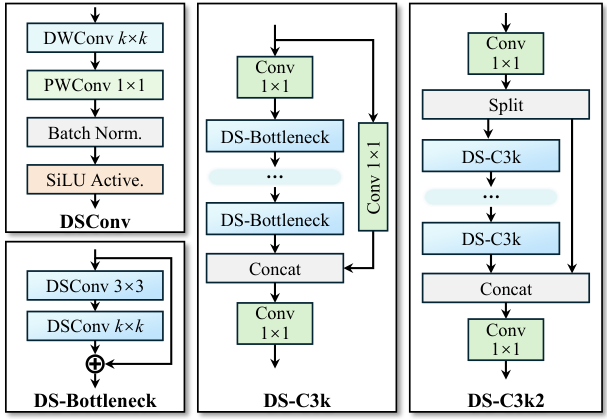 DWConv k×k
PWConv 1×1
Batch Norm.
SiLU Active.
DSConv
DSConv 3×3
DSConv k×k
DS-Bottleneck
Conv
1×1
DS-Bottleneck
...
DS-Bottleneck
Conv 1×1
Concat
Conv
1×1
DS-C3k
Conv
1×1
Split
DS-C3k
...
DS-C3k
Concat
Conv
1×1
DS-C3k2